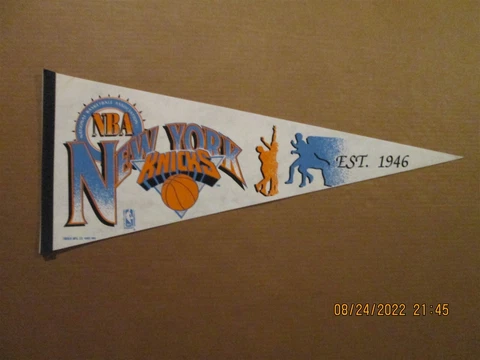 NBA
NEW YORK
KNICKS
EST. 1946
08/24/2022 21:45